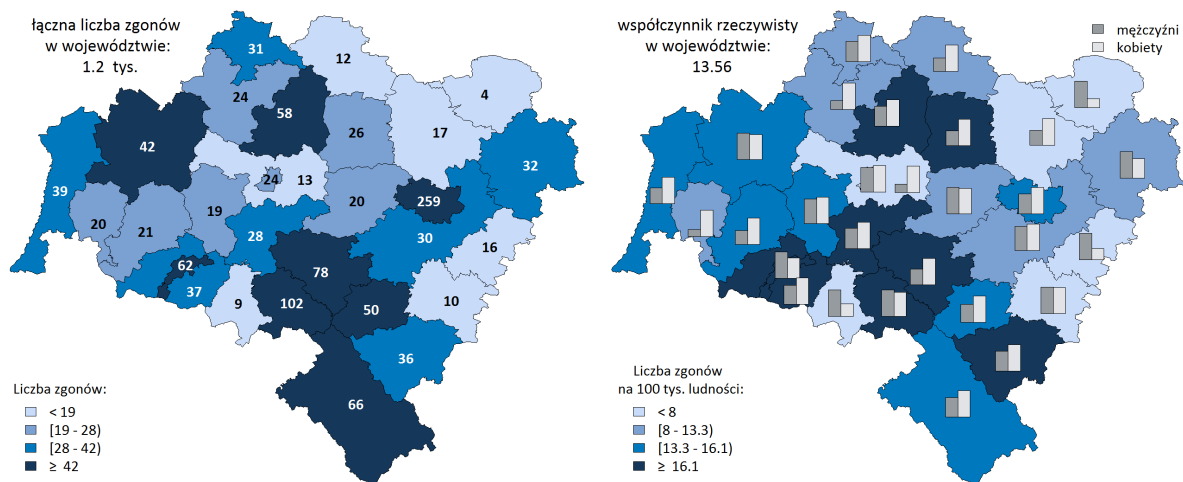 łączna liczba zgonów
w województwie:
1.2 tys.
31
12
4
24
58
42
26
17
32
39
24
13
19
20
259
20
21
28
30
16
62
37
78
9
102
50
10
36
66
Liczba zgonów:
< 19
[19 - 28)
[28 - 42)
≥ 42
współczynnik rzeczywisty
w województwie:
13.56
mężczyźni
kobiety
Liczba zgonów
na 100 tys. ludności:
< 8
[8 - 13.3)
[13.3 - 16.1)
≥ 16.1